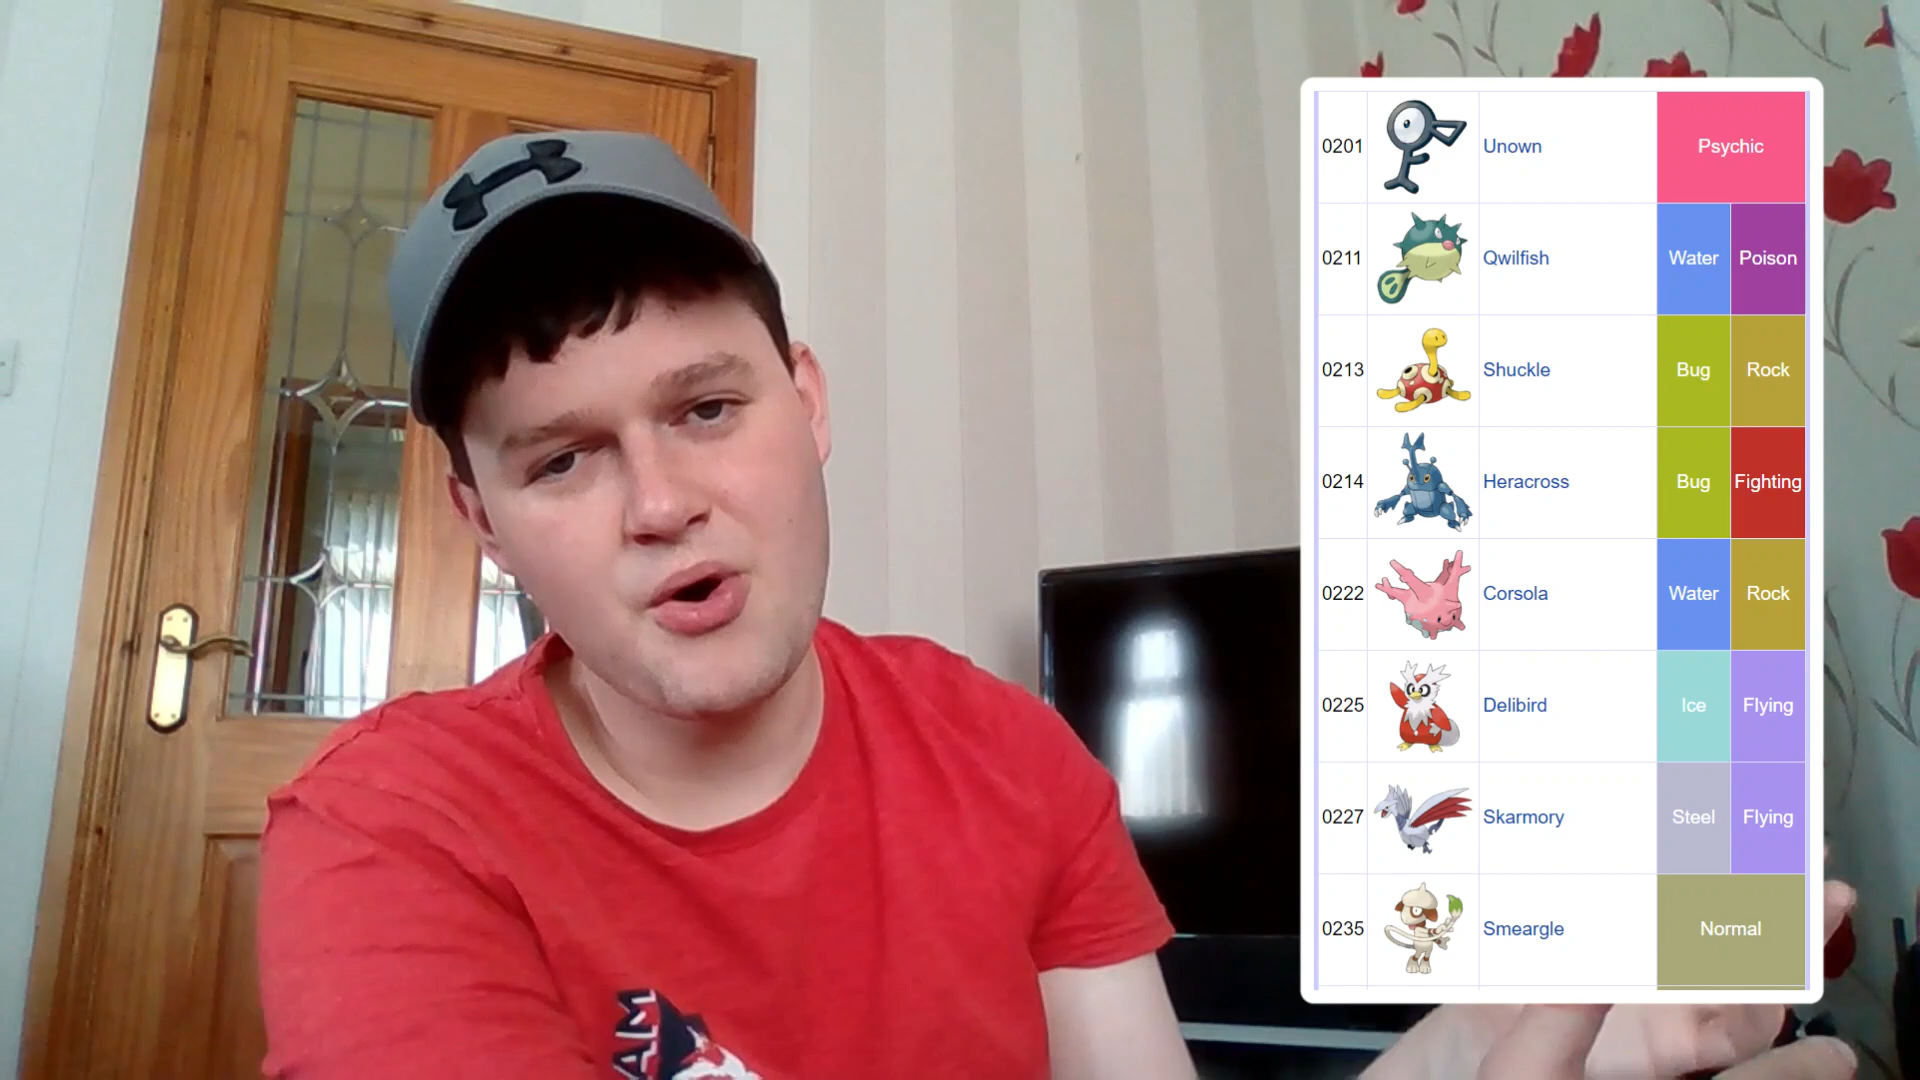 0201 Unown Psychic
0211 Qwilfish Water Poison
0213 Shuckle Bug Rock
0214 Heracross Bug Fighting
0222 Corsola Water Rock
0225 Delibird Ice Flying
0227 Skarmory Steel Flying
0235 Smeargle Normal
AM